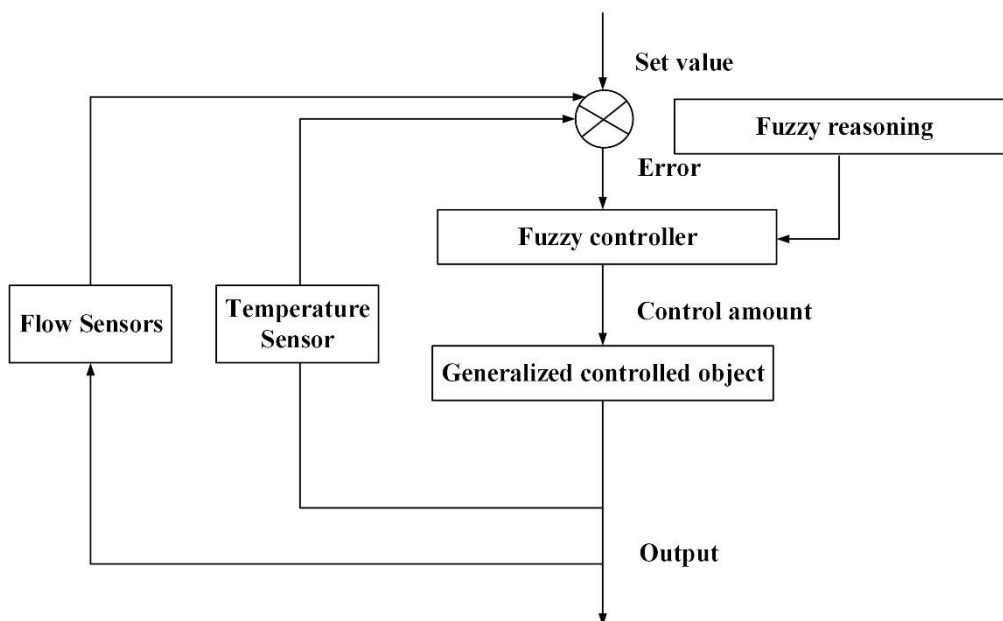 Set value
Fuzzy reasoning
Error
Fuzzy controller
Flow Sensors
Temperature
Sensor
Control amount
Generalized controlled object
Output